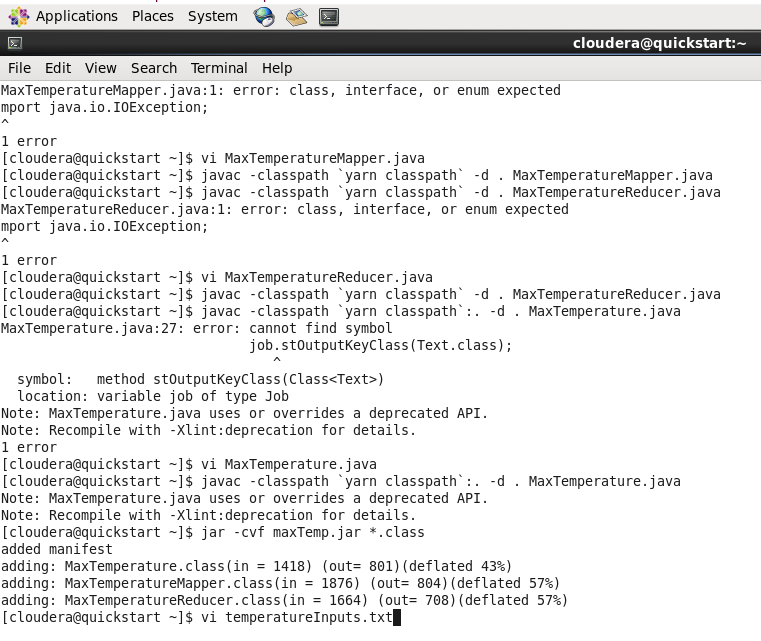 Applications Places System
cloudera@quickstart:~
File Edit View Search Terminal Help
MaxTemperatureMapper.java:1: error: class, interface, or enum expected
mport java.io.IOException;
^
1 error
[cloudera@quickstart ~]$ vi MaxTemperatureMapper.java
[cloudera@quickstart ~]$ javac -classpath `yarn classpath` -d . MaxTemperatureMapper.java
[cloudera@quickstart ~]$ javac -classpath `yarn classpath` -d . MaxTemperatureReducer.java
MaxTemperatureReducer.java:1: error: class, interface, or enum expected
mport java.io.IOException;
^
1 error
[cloudera@quickstart ~]$ vi MaxTemperatureReducer.java
[cloudera@quickstart ~]$ javac -classpath `yarn classpath` -d . MaxTemperatureReducer.java
[cloudera@quickstart ~]$ javac -classpath `yarn classpath`:. -d . MaxTemperature.java
MaxTemperature.java:27: error: cannot find symbol
job.stOutputKeyClass(Text.class);
^
symbol:   method stOutputKeyClass(Class<Text>)
location: variable job of type Job
Note: MaxTemperature.java uses or overrides a deprecated API.
Note: Recompile with -Xlint:deprecation for details.
1 error
[cloudera@quickstart ~]$ vi MaxTemperature.java
[cloudera@quickstart ~]$ javac -classpath `yarn classpath`:. -d . MaxTemperature.java
Note: MaxTemperature.java uses or overrides a deprecated API.
Note: Recompile with -Xlint:deprecation for details.
[cloudera@quickstart ~]$ jar -cvf maxTemp.jar *.class
added manifest
adding: MaxTemperature.class(in = 1418) (out= 801)(deflated 43%)
adding: MaxTemperatureMapper.class(in = 1876) (out= 804)(deflated 57%)
adding: MaxTemperatureReducer.class(in = 1664) (out= 708)(deflated 57%)
[cloudera@quickstart ~]$ vi temperatureInputs.txt